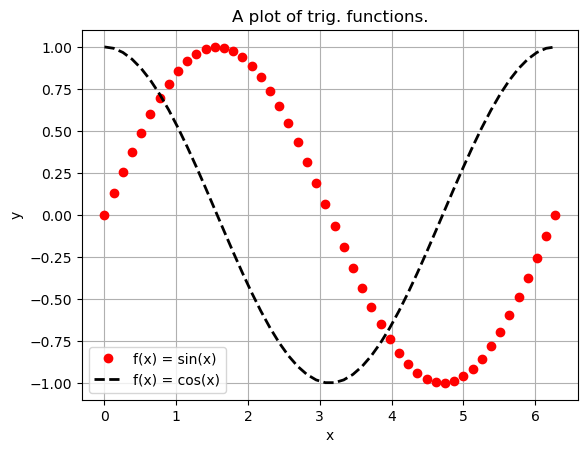 A plot of trig. functions.
1.00
0.75
0.50
0.25
0.00
−0.25
−0.50
−0.75
−1.00
y
f(x) = sin(x)
f(x) = cos(x)
0 1 2 3 4 5 6
x